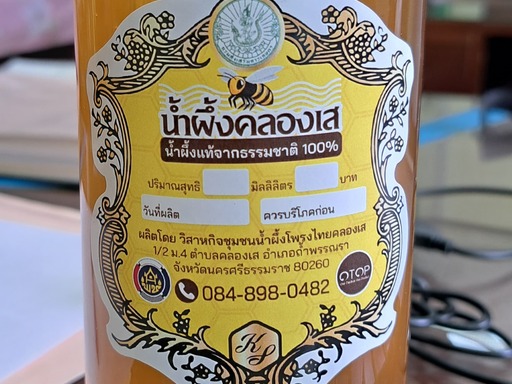 น้ำผึ้งคลองเส
น้ำผึ้งแท้จากธรรมชาติ 100%
ปริมาณสุทธิ มิลลิลิตร บาท
วันที่ผลิต ควรบริโภคก่อน
ผลิตโดย วิสาหกิจชุมชนน้ำผึ้งโพรงไทยคลองเส
1/2 ม.4 ตำบลคลองเส อำเภอถ้ำพรรณรา
จังหวัดนครศรีธรรมราช 80260
084-898-0482
OTOP
KS